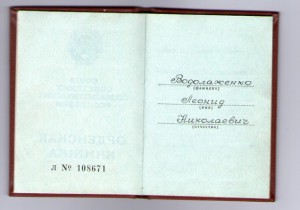 Л № 108671
Водолаженко
(фамилия)
Леонид
(имя)
Николаевич
(отчество)